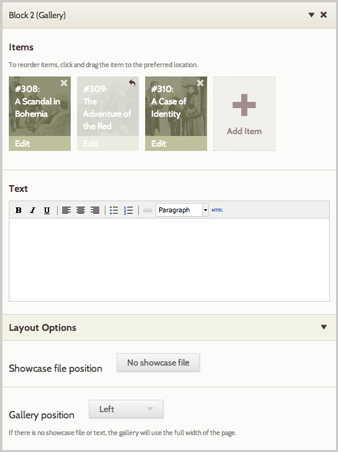 Block 2 (Gallery)
Items
To reorder items, click and drag the item to the preferred location.
#308:
A Scandal in
Bohemia
Edit
#309:
The
Adventure of
the Red
Edit
#310:
A Case of
Identity
Edit
Add Item
Text
B I U Paragraph HTML
Layout Options
Showcase file position No showcase file
Gallery position Left
If there is no showcase file or text, the gallery will use the full width of the page.